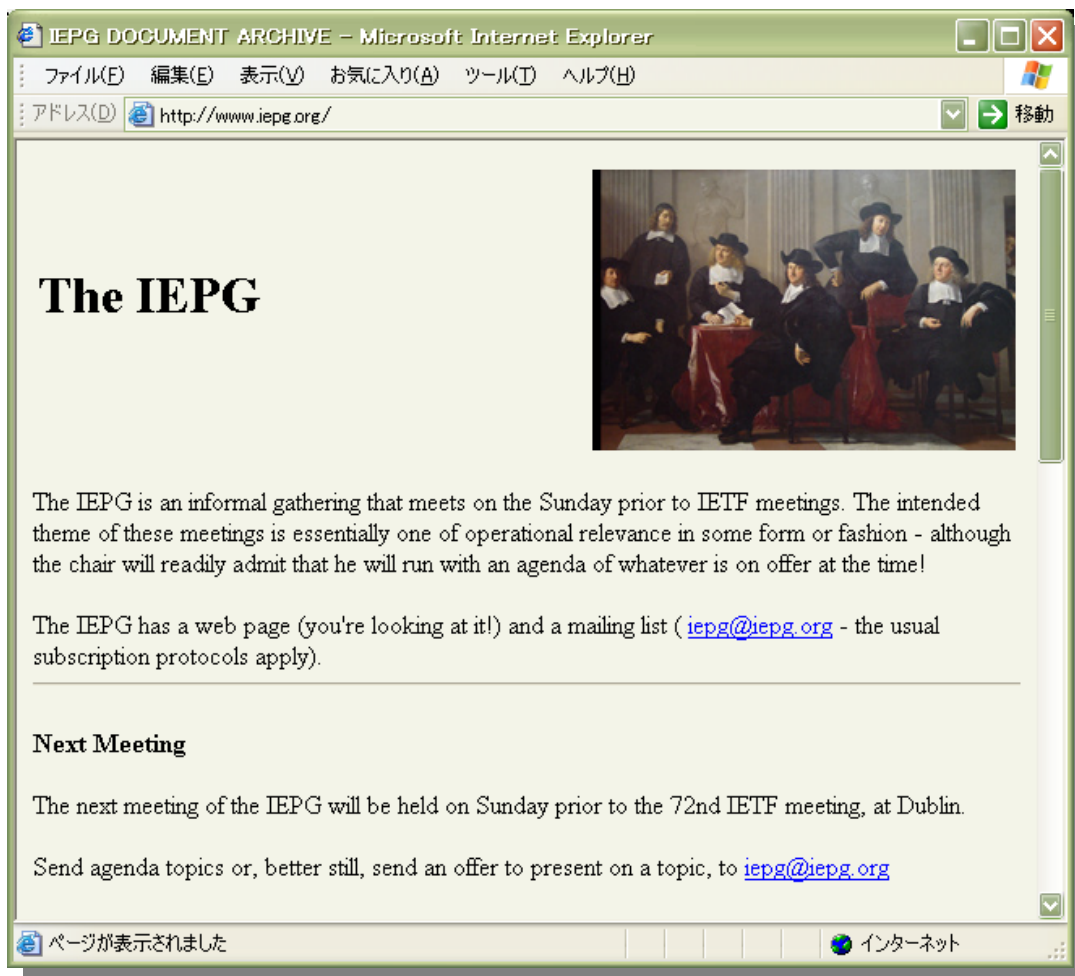 IEPG DOCUMENT ARCHIVE - Microsoft Internet Explorer
ファイル(F) 編集(E) 表示(V) お気に入り(A) ツール(T) ヘルプ(H)
アドレス(D) http://www.iepg.org/ 移動
The IEPG
The IEPG is an informal gathering that meets on the Sunday prior to IETF meetings. The intended
theme of these meetings is essentially one of operational relevance in some form or fashion - although
the chair will readily admit that he will run with an agenda of whatever is on offer at the time!
The IEPG has a web page (you're looking at it!) and a mailing list ( iepg@iepg.org - the usual
subscription protocols apply).
Next Meeting
The next meeting of the IEPG will be held on Sunday prior to the 72nd IETF meeting, at Dublin.
Send agenda topics or, better still, send an offer to present on a topic, to iepg@iepg.org
ページが表示されました インターネット